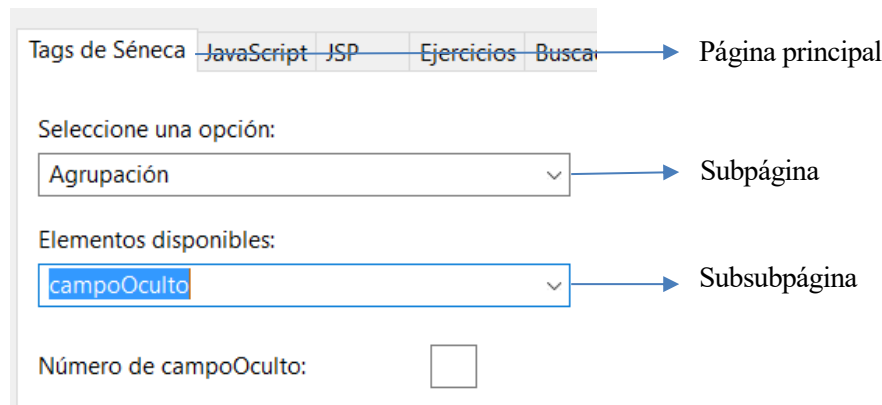 Tags de Séneca JavaScript JSP Ejercicios Busca Página principal
Seleccione una opción:
Agrupación Subpágina
Elementos disponibles:
campoOculto Subsubpágina
Número de campoOculto: